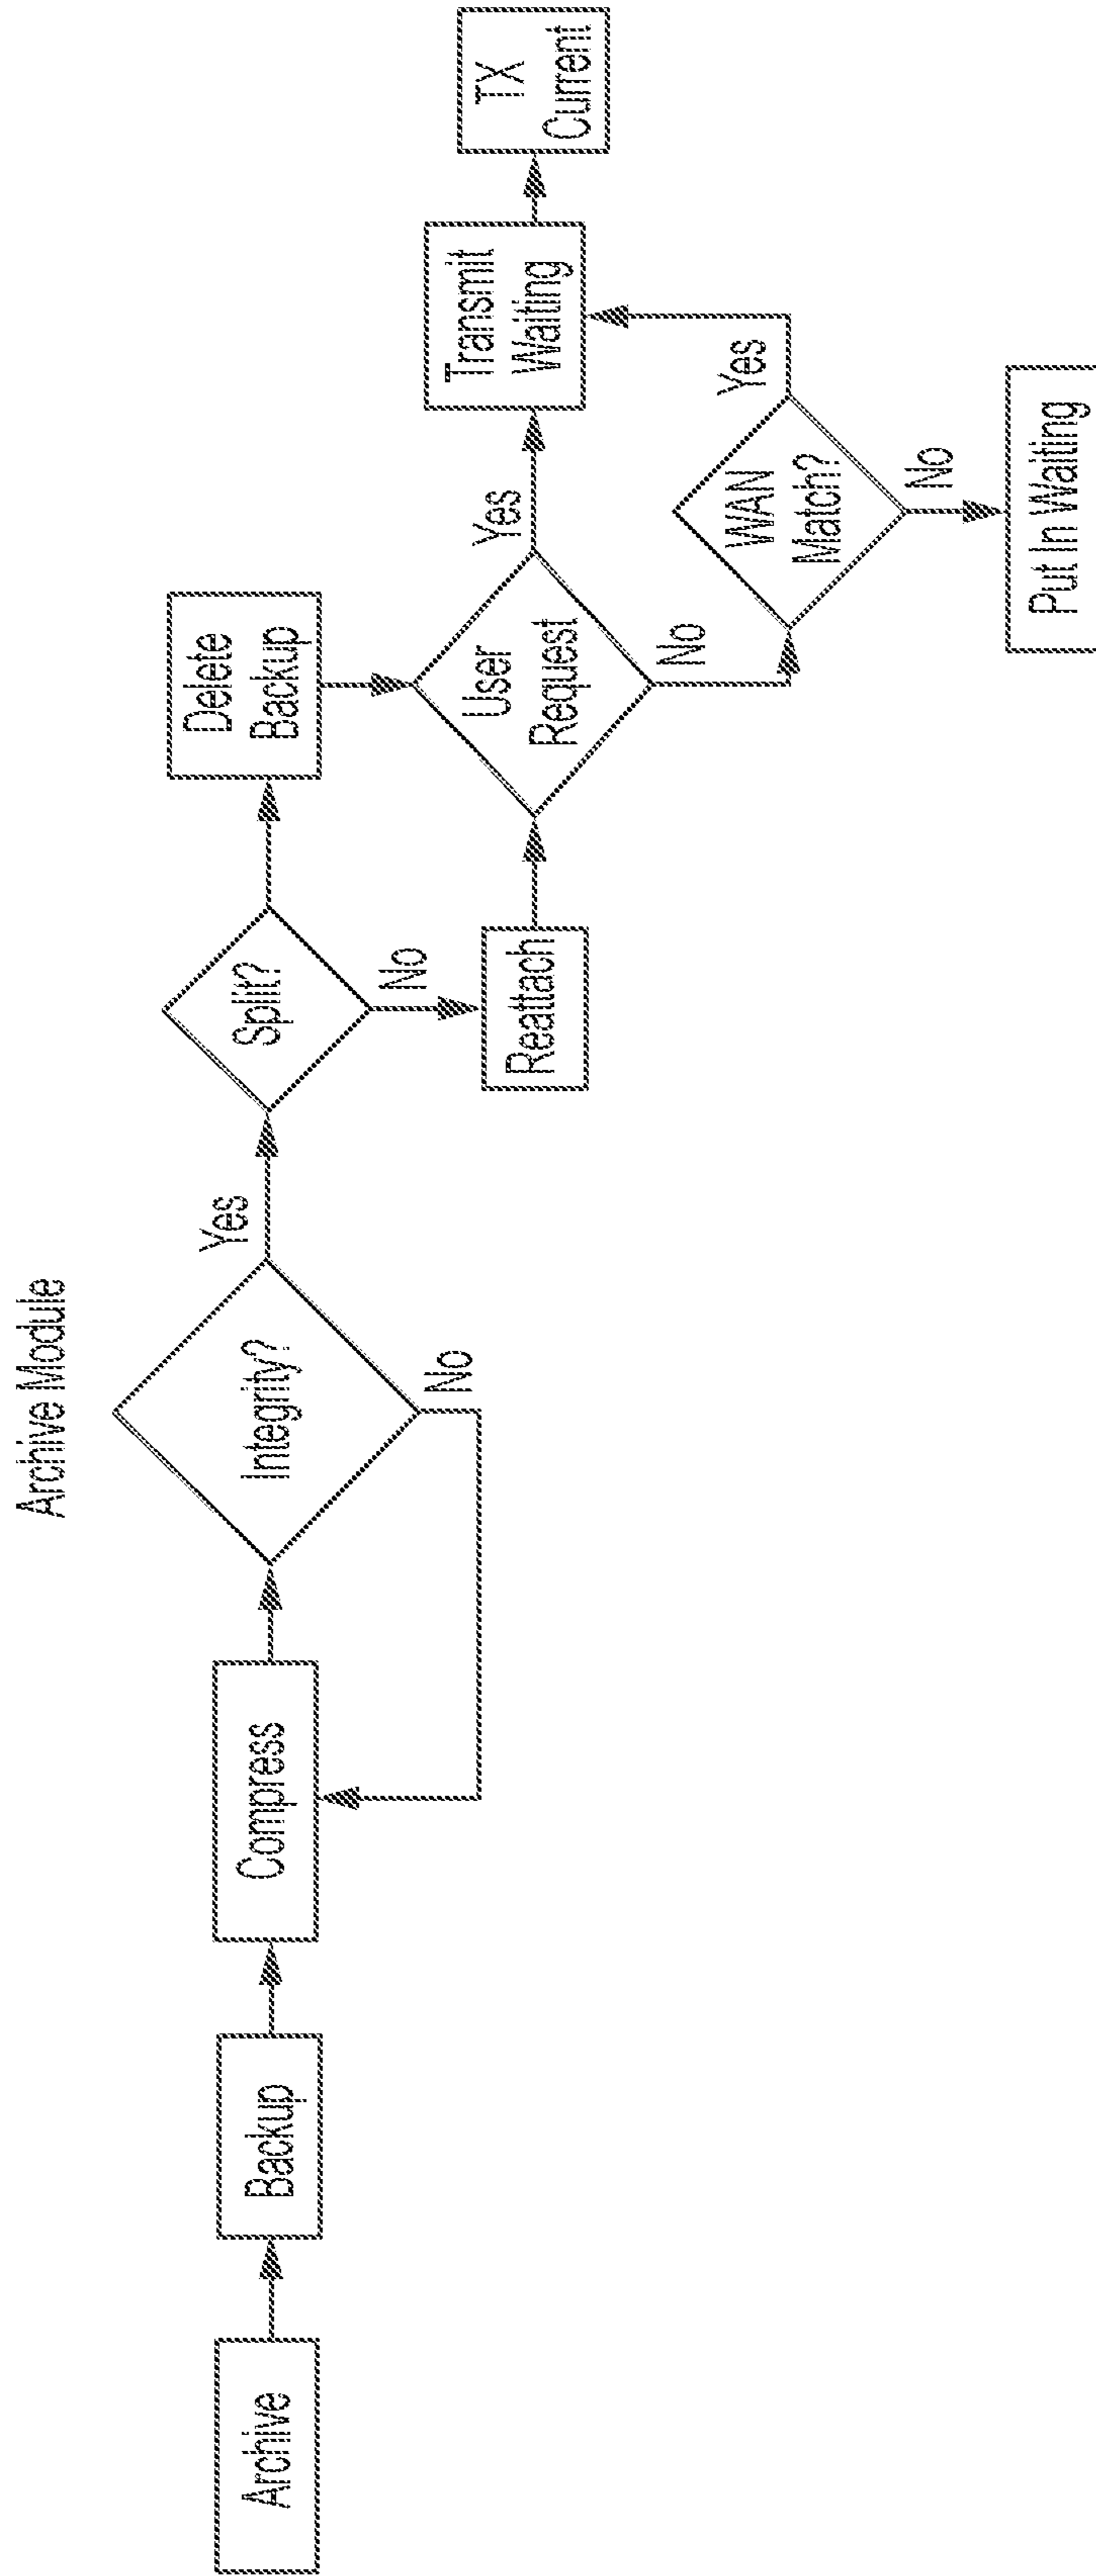 Archive Module
Archive
Backup
Compress
Integrity?
Yes
No
Split?
No
Delete
Backup
Reattach
User
Request
Yes
No
Transmit
Waiting
TX
Current
WAN
Match?
Yes
No
Put In Waiting